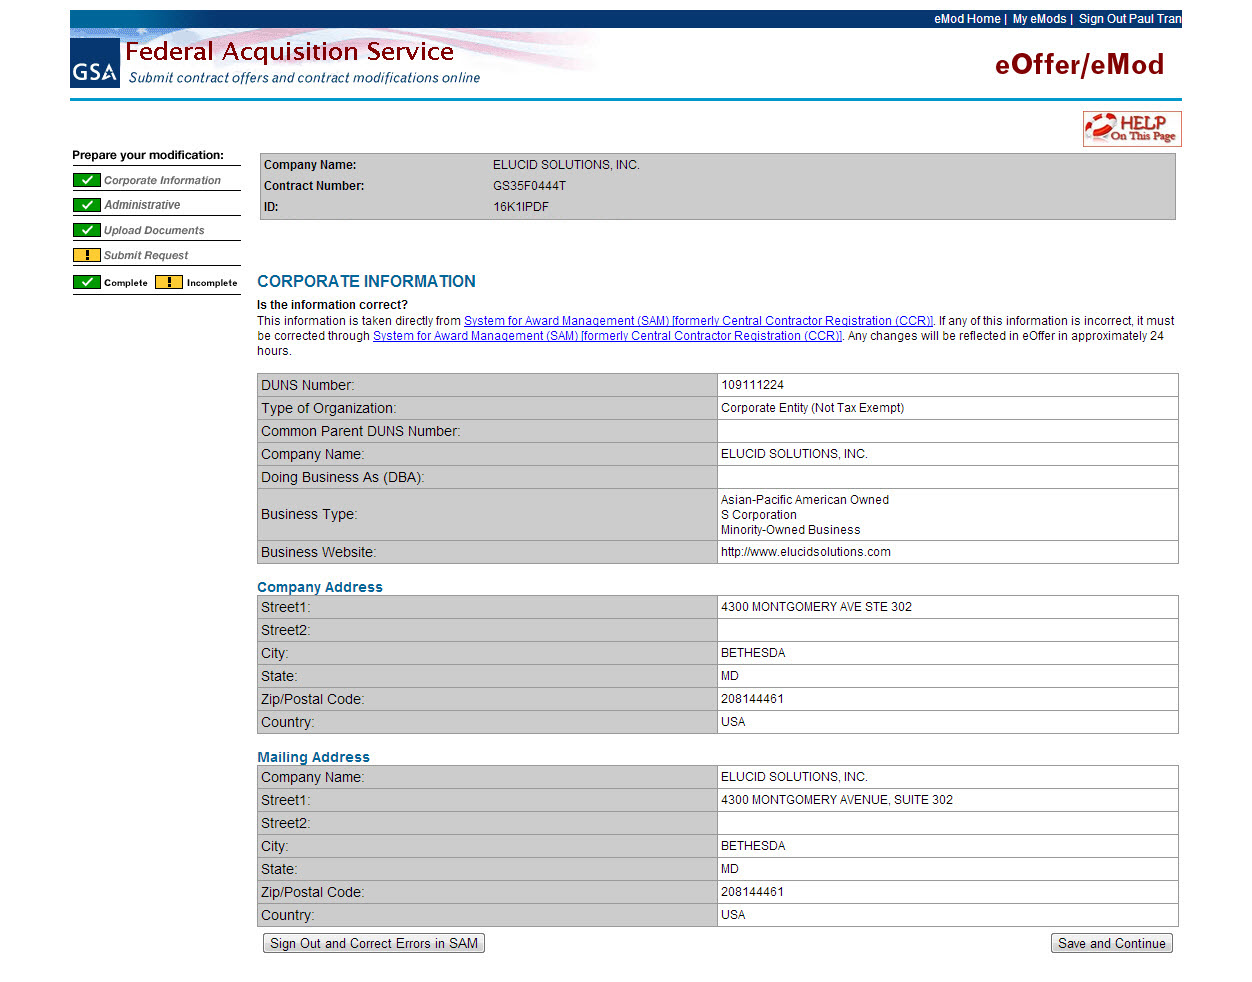 eMod Home | My eMods | Sign Out Paul Tran
GSA
Federal Acquisition Service
Submit contract offers and contract modifications online
eOffer/eMod
HELP
On This Page
Prepare your modification:
Corporate Information
Administrative
Upload Documents
Submit Request
Complete ! Incomplete
Company Name: ELUCID SOLUTIONS, INC.
Contract Number: GS35F0444T
ID: 16K1IPDF
CORPORATE INFORMATION
Is the information correct?
This information is taken directly from System for Award Management (SAM) [formerly Central Contractor Registration (CCR)]. If any of this information is incorrect, it must
be corrected through System for Award Management (SAM) [formerly Central Contractor Registration (CCR)]. Any changes will be reflected in eOffer in approximately 24
hours.
DUNS Number: 109111224
Type of Organization: Corporate Entity (Not Tax Exempt)
Common Parent DUNS Number:
Company Name: ELUCID SOLUTIONS, INC.
Doing Business As (DBA):
Business Type: Asian-Pacific American Owned
S Corporation
Minority-Owned Business
Business Website: http://www.elucidsolutions.com
Company Address
Street1: 4300 MONTGOMERY AVE STE 302
Street2:
City: BETHESDA
State: MD
Zip/Postal Code: 208144461
Country: USA
Mailing Address
Company Name: ELUCID SOLUTIONS, INC.
Street1: 4300 MONTGOMERY AVENUE, SUITE 302
Street2:
City: BETHESDA
State: MD
Zip/Postal Code: 208144461
Country: USA
Sign Out and Correct Errors in SAM
Save and Continue